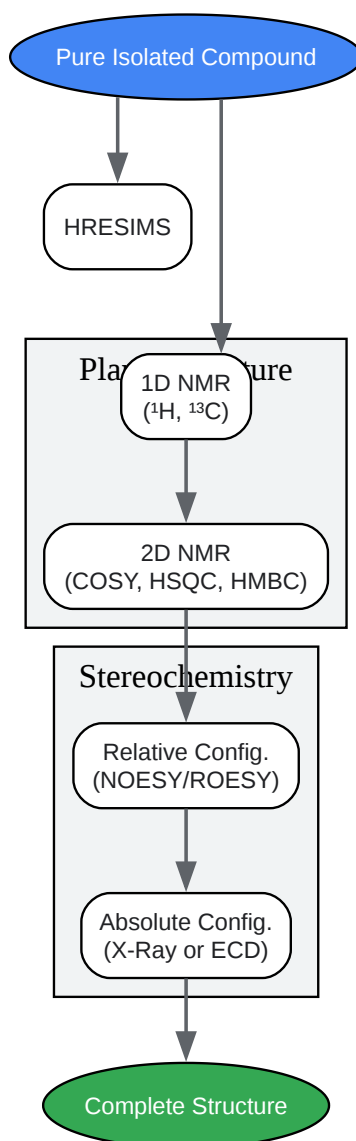 Pure Isolated Compound
HRESIMS
1D NMR
(¹H, ¹³C)
2D NMR
(COSY, HSQC, HMBC)
Stereochemistry
Relative Config.
(NOESY/ROESY)
Absolute Config.
(X-Ray or ECD)
Complete Structure